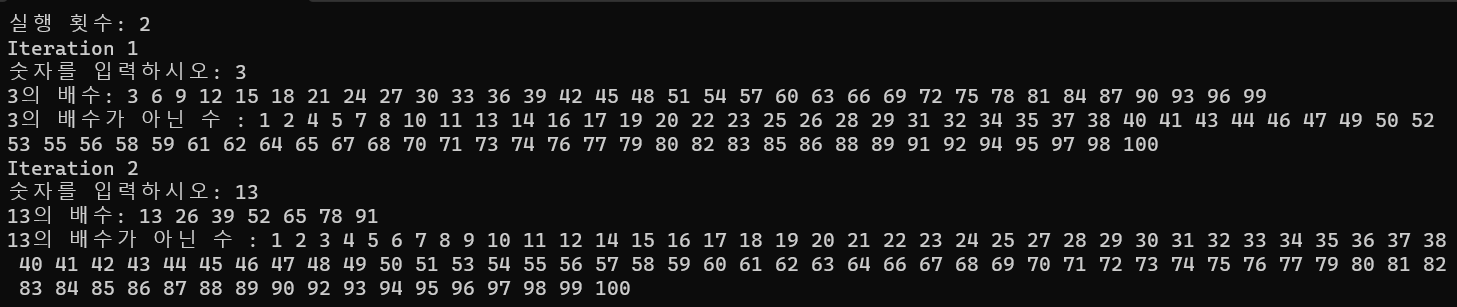 실행 횟수: 2
Iteration 1
숫자를 입력하시오: 3
3의 배수: 3 6 9 12 15 18 21 24 27 30 33 36 39 42 45 48 51 54 57 60 63 66 69 72 75 78 81 84 87 90 93 96 99
3의 배수가 아닌 수 : 1 2 4 5 7 8 10 11 13 14 16 17 19 20 22 23 25 26 28 29 31 32 34 35 37 38 40 41 43 44 46 47 49 50 52
53 55 56 58 59 61 62 64 65 67 68 70 71 73 74 76 77 79 80 82 83 85 86 88 89 91 92 94 95 97 98 100
Iteration 2
숫자를 입력하시오: 13
13의 배수: 13 26 39 52 65 78 91
13의 배수가 아닌 수 : 1 2 3 4 5 6 7 8 9 10 11 12 14 15 16 17 18 19 20 21 22 23 24 25 27 28 29 30 31 32 33 34 35 36 37 38
40 41 42 43 44 45 46 47 48 49 50 51 53 54 55 56 57 58 59 60 61 62 63 64 66 67 68 69 70 71 72 73 74 75 76 77 79 80 81 82
83 84 85 86 87 88 89 90 92 93 94 95 96 97 98 99 100